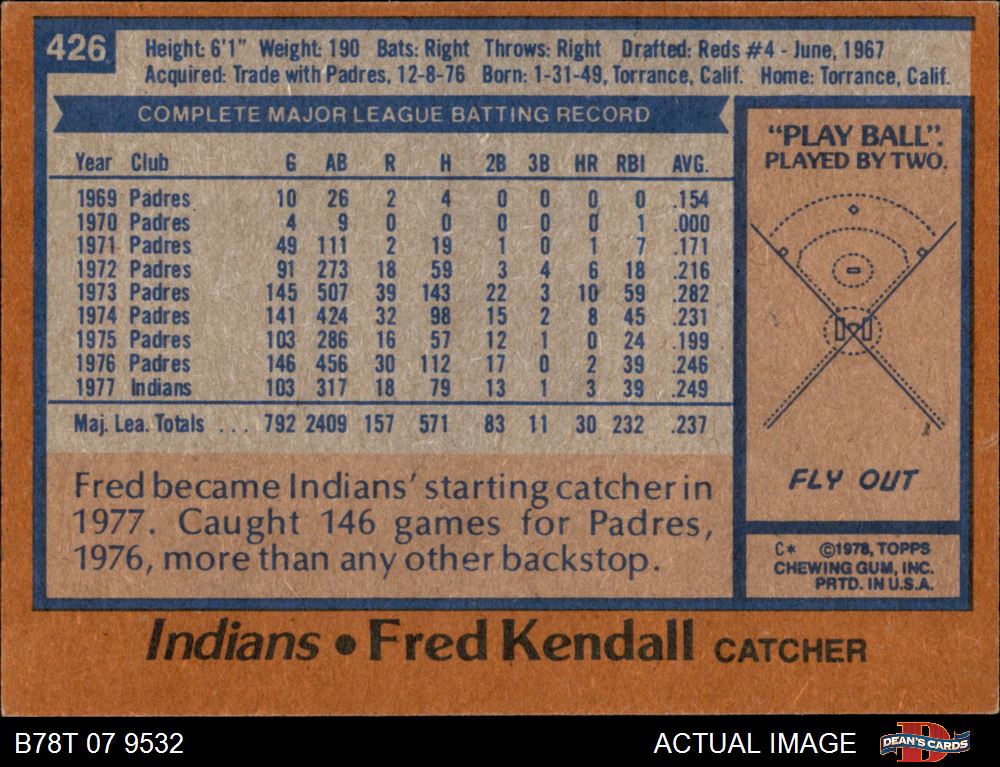 426
Height: 6'1" Weight: 190 Bats: Right Throws: Right Drafted: Reds #4 - June, 1967
Acquired: Trade with Padres, 12-8-76 Born: 1-31-49, Torrance, Calif. Home: Torrance, Calif.
COMPLETE MAJOR LEAGUE BATTING RECORD
Year Club G AB R H 2B 3B HR RBI AVG.
1969 Padres 10 26 2 4 0 0 0 0 .154
1970 Padres 4 9 0 0 0 0 0 1 .000
1971 Padres 49 111 2 19 1 0 1 7 .171
1972 Padres 91 273 18 59 3 4 6 18 .216
1973 Padres 145 507 39 143 22 3 10 59 .282
1974 Padres 141 424 32 98 15 2 8 45 .231
1975 Padres 103 286 16 57 12 1 0 24 .199
1976 Padres 146 456 30 112 17 0 2 39 .246
1977 Indians 103 317 18 79 13 1 3 39 .249
Maj. Lea. Totals ... 792 2409 157 571 83 11 30 232 .237
Fred became Indians' starting catcher in
1977. Caught 146 games for Padres,
1976, more than any other backstop.
"PLAY BALL":
PLAYED BY TWO.
FLY OUT
C* ©1978, TOPPS
CHEWING GUM, INC.
PRTD. IN U.S.A.
Indians • Fred Kendall CATCHER
B78T 07 9532
ACTUAL IMAGE
D
DEAN'S CARDS